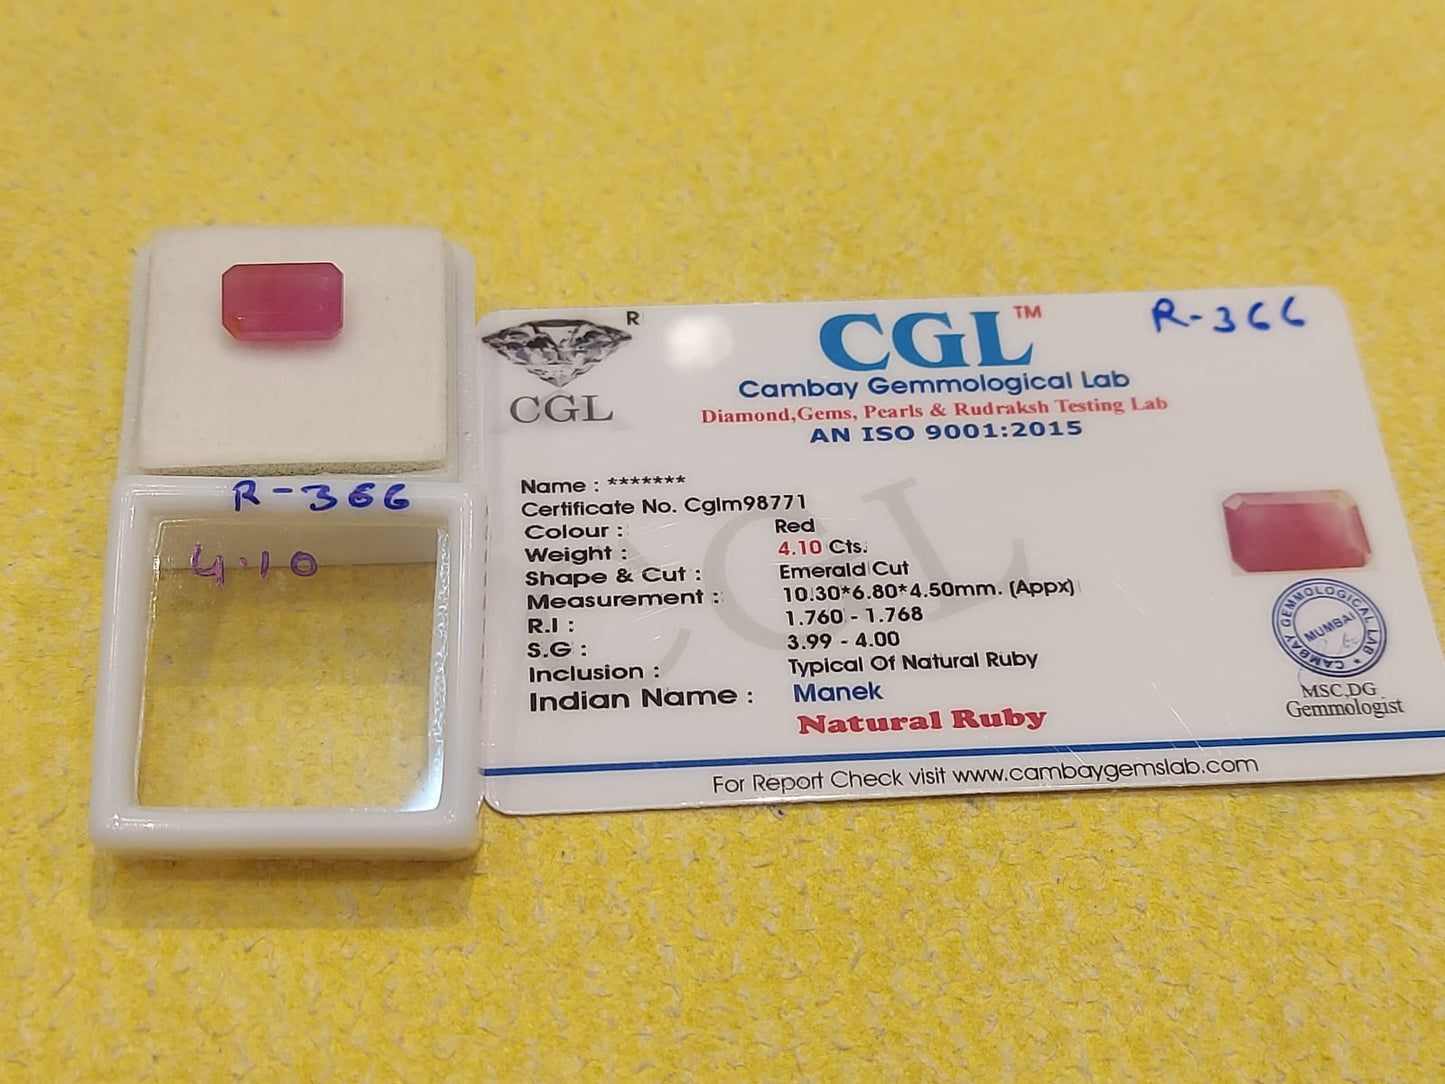 R-366
4.10
R
CGL
CGL™
R-366
Cambay Gemmological Lab
Diamond,Gems, Pearls & Rudraksh Testing Lab
AN ISO 9001:2015
Name : *******
Certificate No. Cglm98771
Colour : Red
Weight : 4.10 Cts.
Shape & Cut : Emerald Cut
Measurement : 10.30*6.80*4.50mm. (Appx)
R.I : 1.760 - 1.768
S.G : 3.99 - 4.00
Inclusion : Typical Of Natural Ruby
Indian Name : Manek
Natural Ruby
CGL
CAMBAY GEMMOLOGICAL LAB
MUMBAI
MSC,DG
Gemmologist
For Report Check visit www.cambaygemslab.com